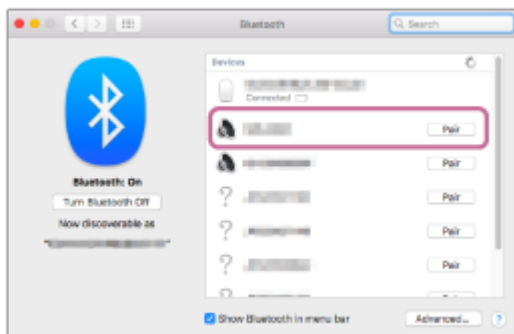 Bluetooth
Search
Devices
Connected
Pair
Pair
Bluetooth: On
Turn Bluetooth Off
Pair
Now discoverable as
Pair
Pair
Show Bluetooth in menu bar
Advanced...
?